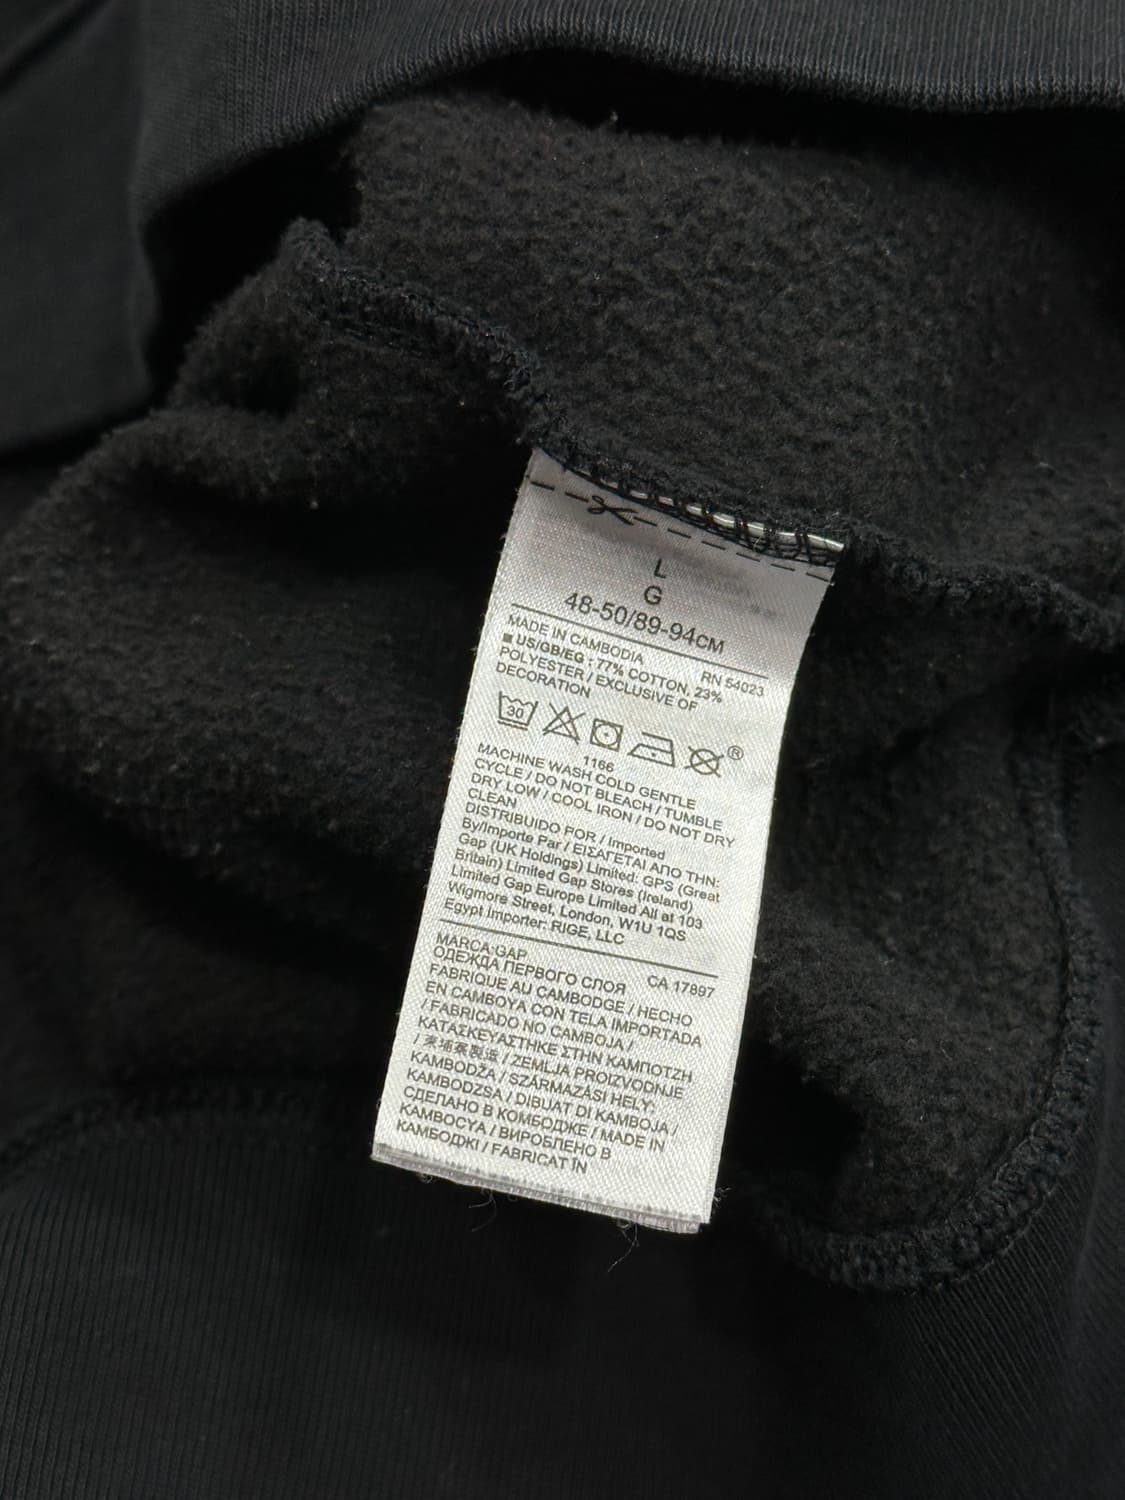 L
G
48-50/89-94CM
MADE IN CAMBODIA
RN 54023
■ US/GB/EG : 77% COTTON, 23%
POLYESTER / EXCLUSIVE OF
DECORATION
30
®
1166
MACHINE WASH COLD GENTLE
CYCLE / DO NOT BLEACH / TUMBLE
DRY LOW / COOL IRON / DO NOT DRY
CLEAN
DISTRIBUIDO POR / Imported
By/Importe Par / ΕΙΣΑΓΕΤΑΙ ΑΠΟ ΤΗΝ:
Gap (UK Holdings) Limited: GPS (Great
Britain) Limited Gap Stores (Ireland)
Limited Gap Europe Limited All at 103
Wigmore Street, London, W1U 1QS
Egypt Importer: RIGE, LLC
MARCA:GAP
ОДЕЖДА ПЕРВОГО СЛОЯ
CA 17897
FABRIQUE AU CAMBODGE / HECHO
EN CAMBOYA CON TELA IMPORTADA
/ FABRICADO NO CAMBOJA /
ΚΑΤΑΣΚΕΥΑΣΤΗΚΕ ΣΤΗΝ ΚΑΜΠΟΤΖΗ
/ 柬埔寨製造 / ZEMLJA PROIZVODNJE
KAMBODŽA / SZÁRMAZÁSI HELY:
KAMBODZSA / DIBUAT DI KAMBOJA /
СДЕЛАНО В КОМБОДЖЕ / MADE IN
KAMBOCYA / ВИРОБЛЕНО В
КАМБОДЖІ / FABRICAT ÎN